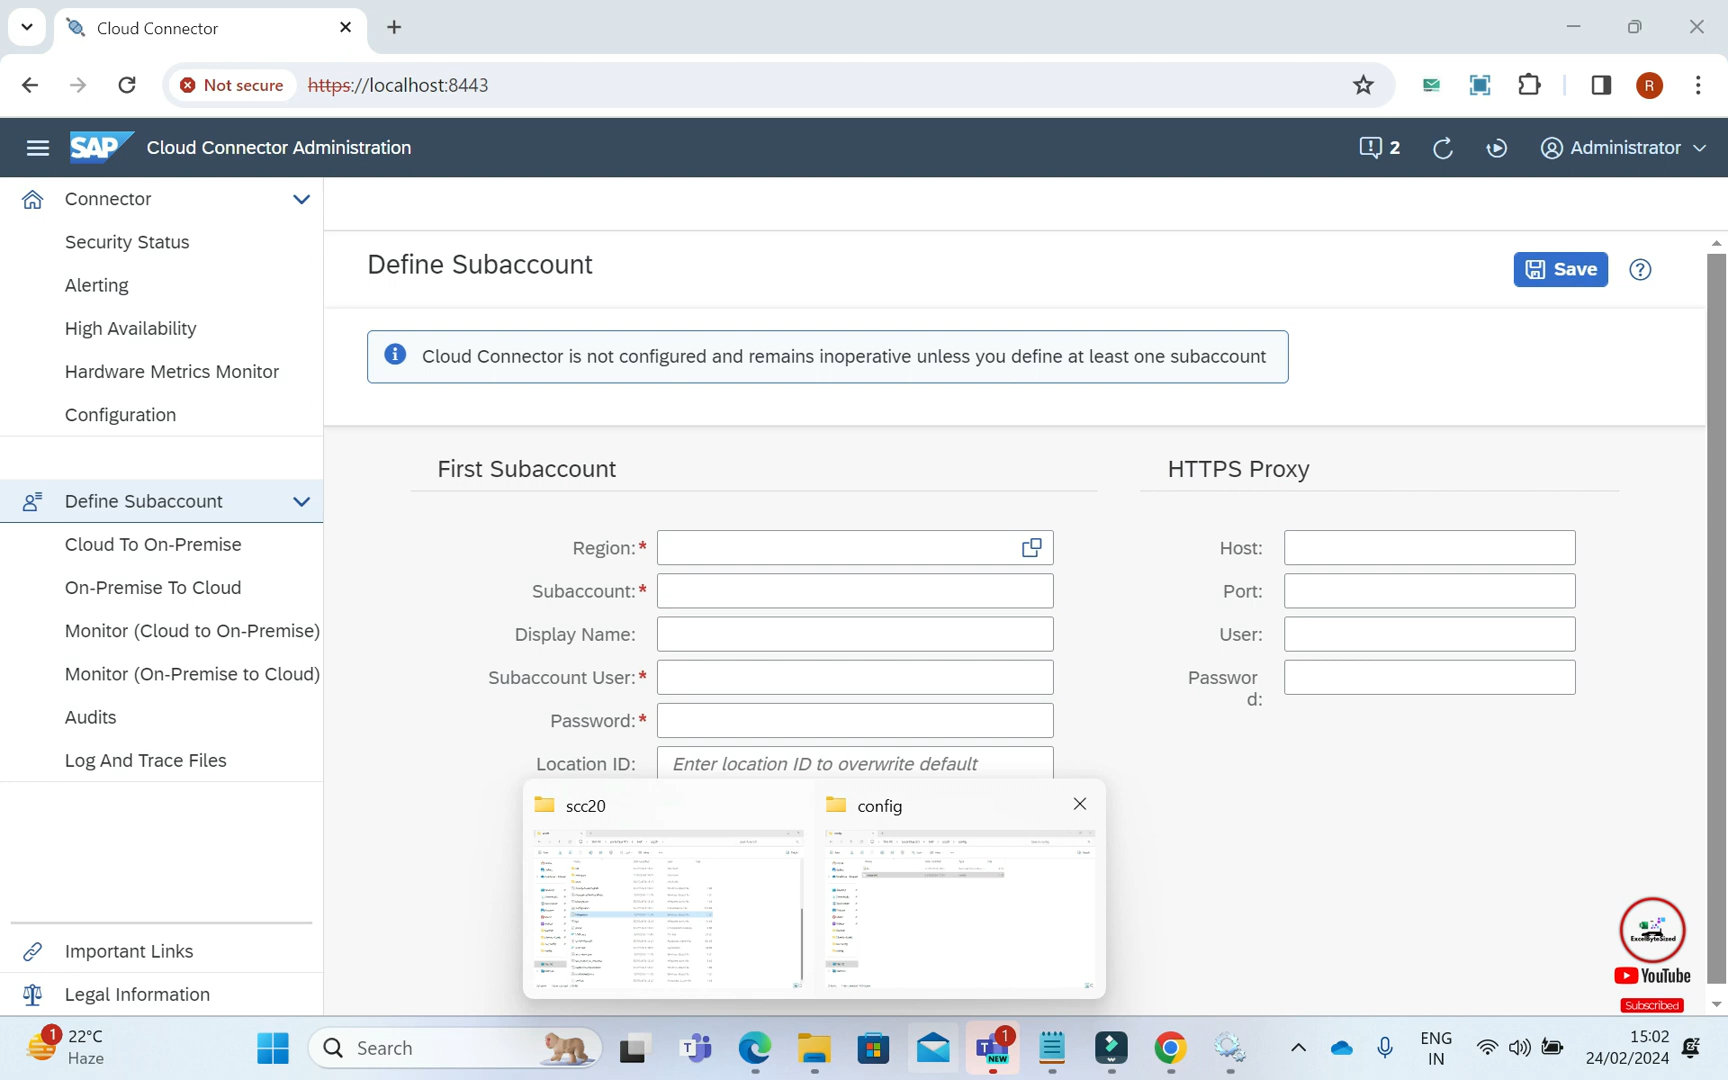 Cloud Connector
Not secure
https://localhost:8443
R
SAP
Cloud Connector Administration
2
Administrator
Connector
Security Status
Alerting
High Availability
Hardware Metrics Monitor
Configuration
Define Subaccount
Cloud To On-Premise
On-Premise To Cloud
Monitor (Cloud to On-Premise)
Monitor (On-Premise to Cloud)
Audits
Log And Trace Files
Important Links
Legal Information
Define Subaccount
Save
Cloud Connector is not configured and remains inoperative unless you define at least one subaccount
First Subaccount
Region:*
Subaccount:*
Display Name:
Subaccount User:*
Password:*
Location ID:
Enter location ID to overwrite default
HTTPS Proxy
Host:
Port:
User:
Passwor
d:
scc20
config
ExcelByteSized
YouTube
Subscribed
1
22°C
Haze
Search
T
1
T
NEW
ENG
IN
15:02
24/02/2024